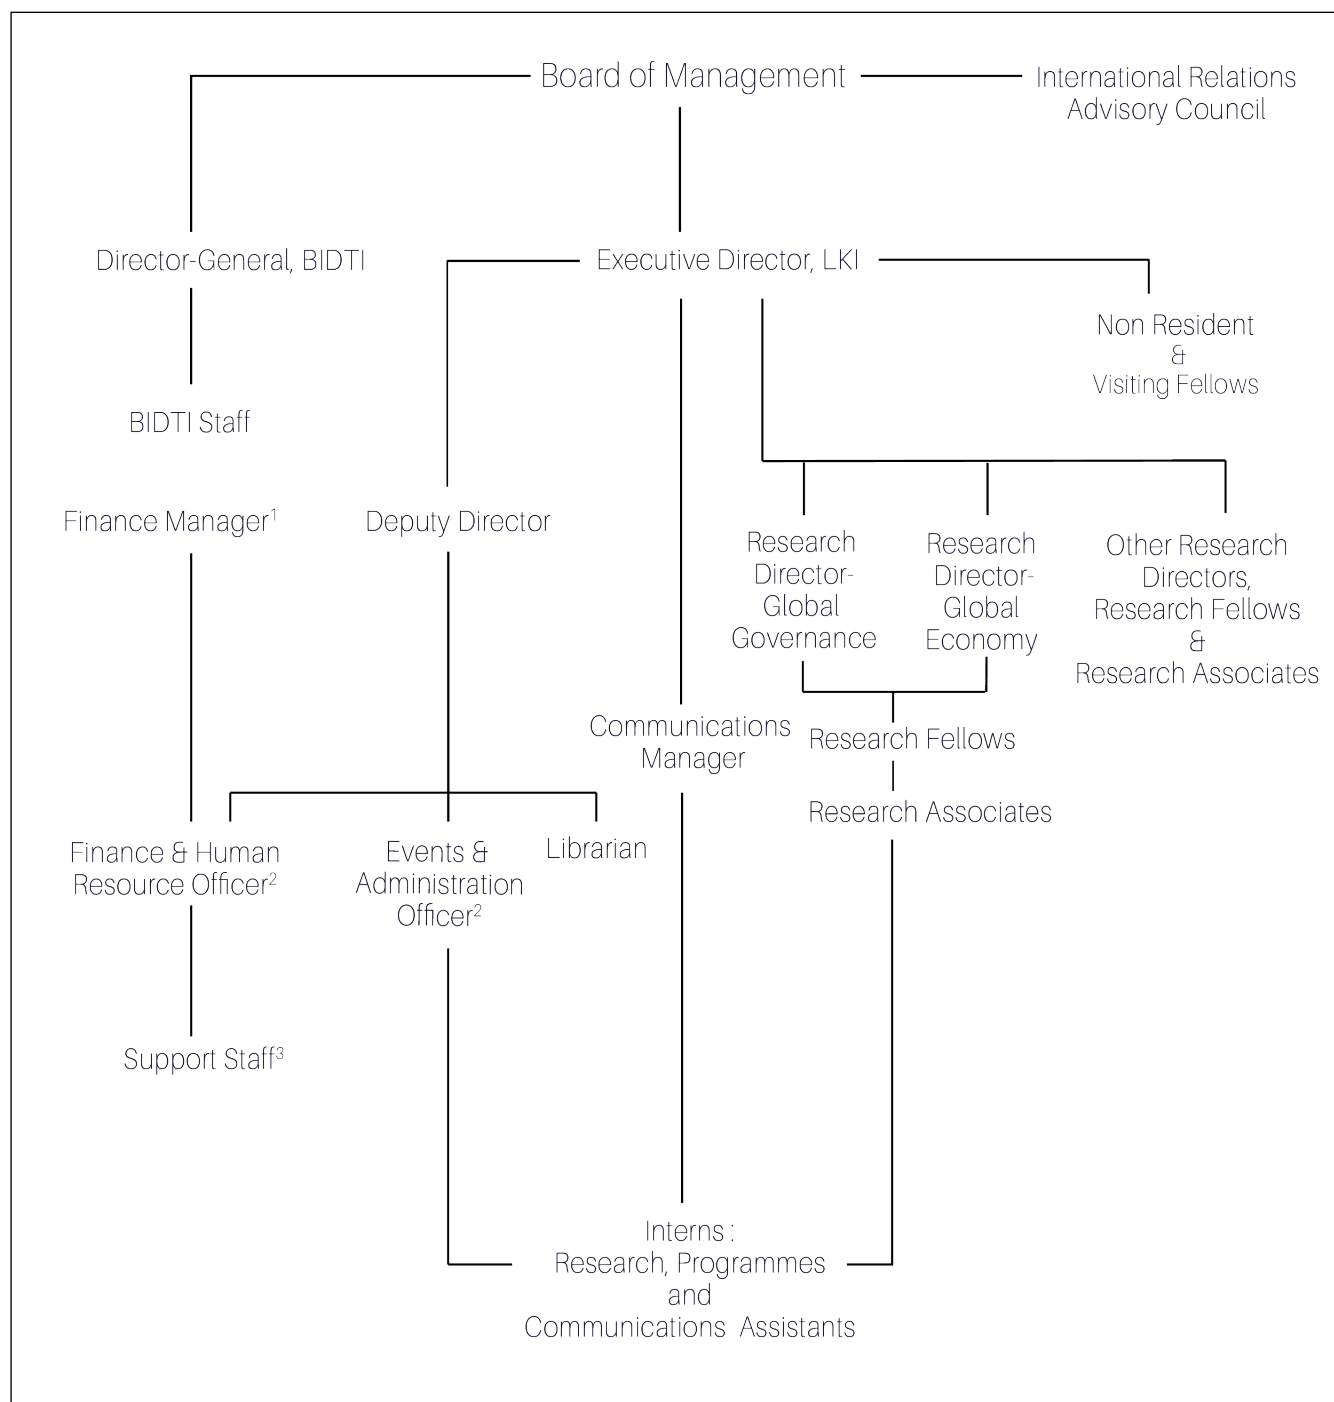 Board of Management
International Relations
Advisory Council
Director-General, BIDTI
Executive Director, LKI
Non Resident
&
Visiting Fellows
BIDTI Staff
Finance Manager¹
Deputy Director
Research
Director-
Global
Governance
Research
Director-
Global
Economy
Other Research
Directors,
Research Fellows
&
Research Associates
Communications
Manager
Research Fellows
Research Associates
Finance & Human
Resource Officer²
Events &
Administration
Officer²
Librarian
Support Staff³
Interns :
Research, Programmes
and
Communications Assistants